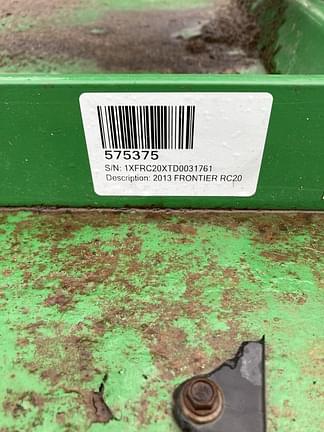 575375
S/N: 1XFRC20XTD0031761
Description: 2013 FRONTIER RC20